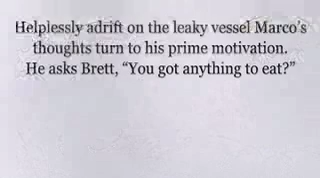 Helplessly adrift on the leaky vessel Marco’s
thoughts turn to his prime motivation.
He asks Brett, “You got anything to eat?”